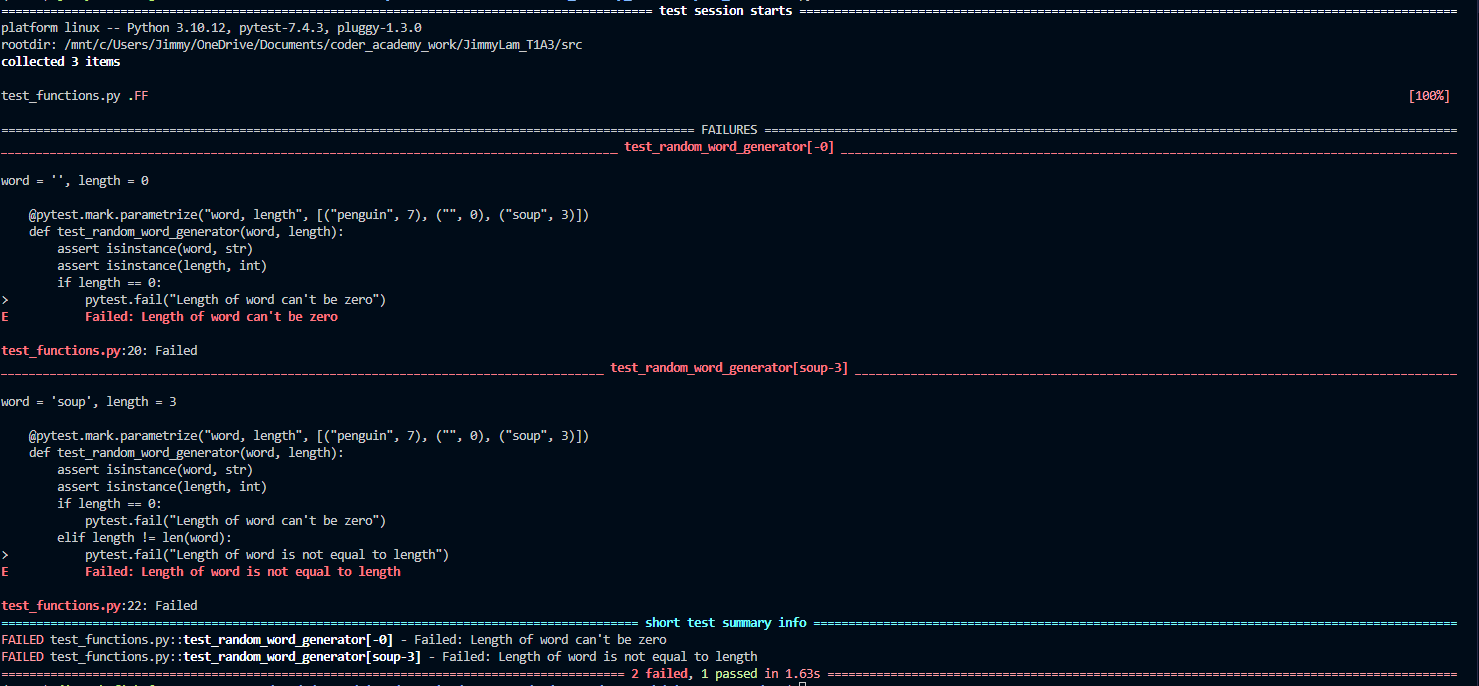 ============================================================================================= test session starts ==============================================================================================
platform linux -- Python 3.10.12, pytest-7.4.3, pluggy-1.3.0
rootdir: /mnt/c/Users/Jimmy/OneDrive/Documents/coder_academy_work/JimmyLam_T1A3/src
collected 3 items
test_functions.py .FF [100%]
=================================================================================================== FAILURES ===================================================================================================
________________________________________________________________________________________ test_random_word_generator[-0] ________________________________________________________________________________________
word = '', length = 0
    @pytest.mark.parametrize("word, length", [("penguin", 7), ("", 0), ("soup", 3)])
    def test_random_word_generator(word, length):
        assert isinstance(word, str)
        assert isinstance(length, int)
        if length == 0:
>           pytest.fail("Length of word can't be zero")
E           Failed: Length of word can't be zero
test_functions.py:20: Failed
______________________________________________________________________________________ test_random_word_generator[soup-3] ______________________________________________________________________________________
word = 'soup', length = 3
    @pytest.mark.parametrize("word, length", [("penguin", 7), ("", 0), ("soup", 3)])
    def test_random_word_generator(word, length):
        assert isinstance(word, str)
        assert isinstance(length, int)
        if length == 0:
            pytest.fail("Length of word can't be zero")
        elif length != len(word):
>           pytest.fail("Length of word is not equal to length")
E           Failed: Length of word is not equal to length
test_functions.py:22: Failed
=========================================================================================== short test summary info ============================================================================================
FAILED test_functions.py::test_random_word_generator[-0] - Failed: Length of word can't be zero
FAILED test_functions.py::test_random_word_generator[soup-3] - Failed: Length of word is not equal to length
========================================================================================= 2 failed, 1 passed in 1.63s ==========================================================================================